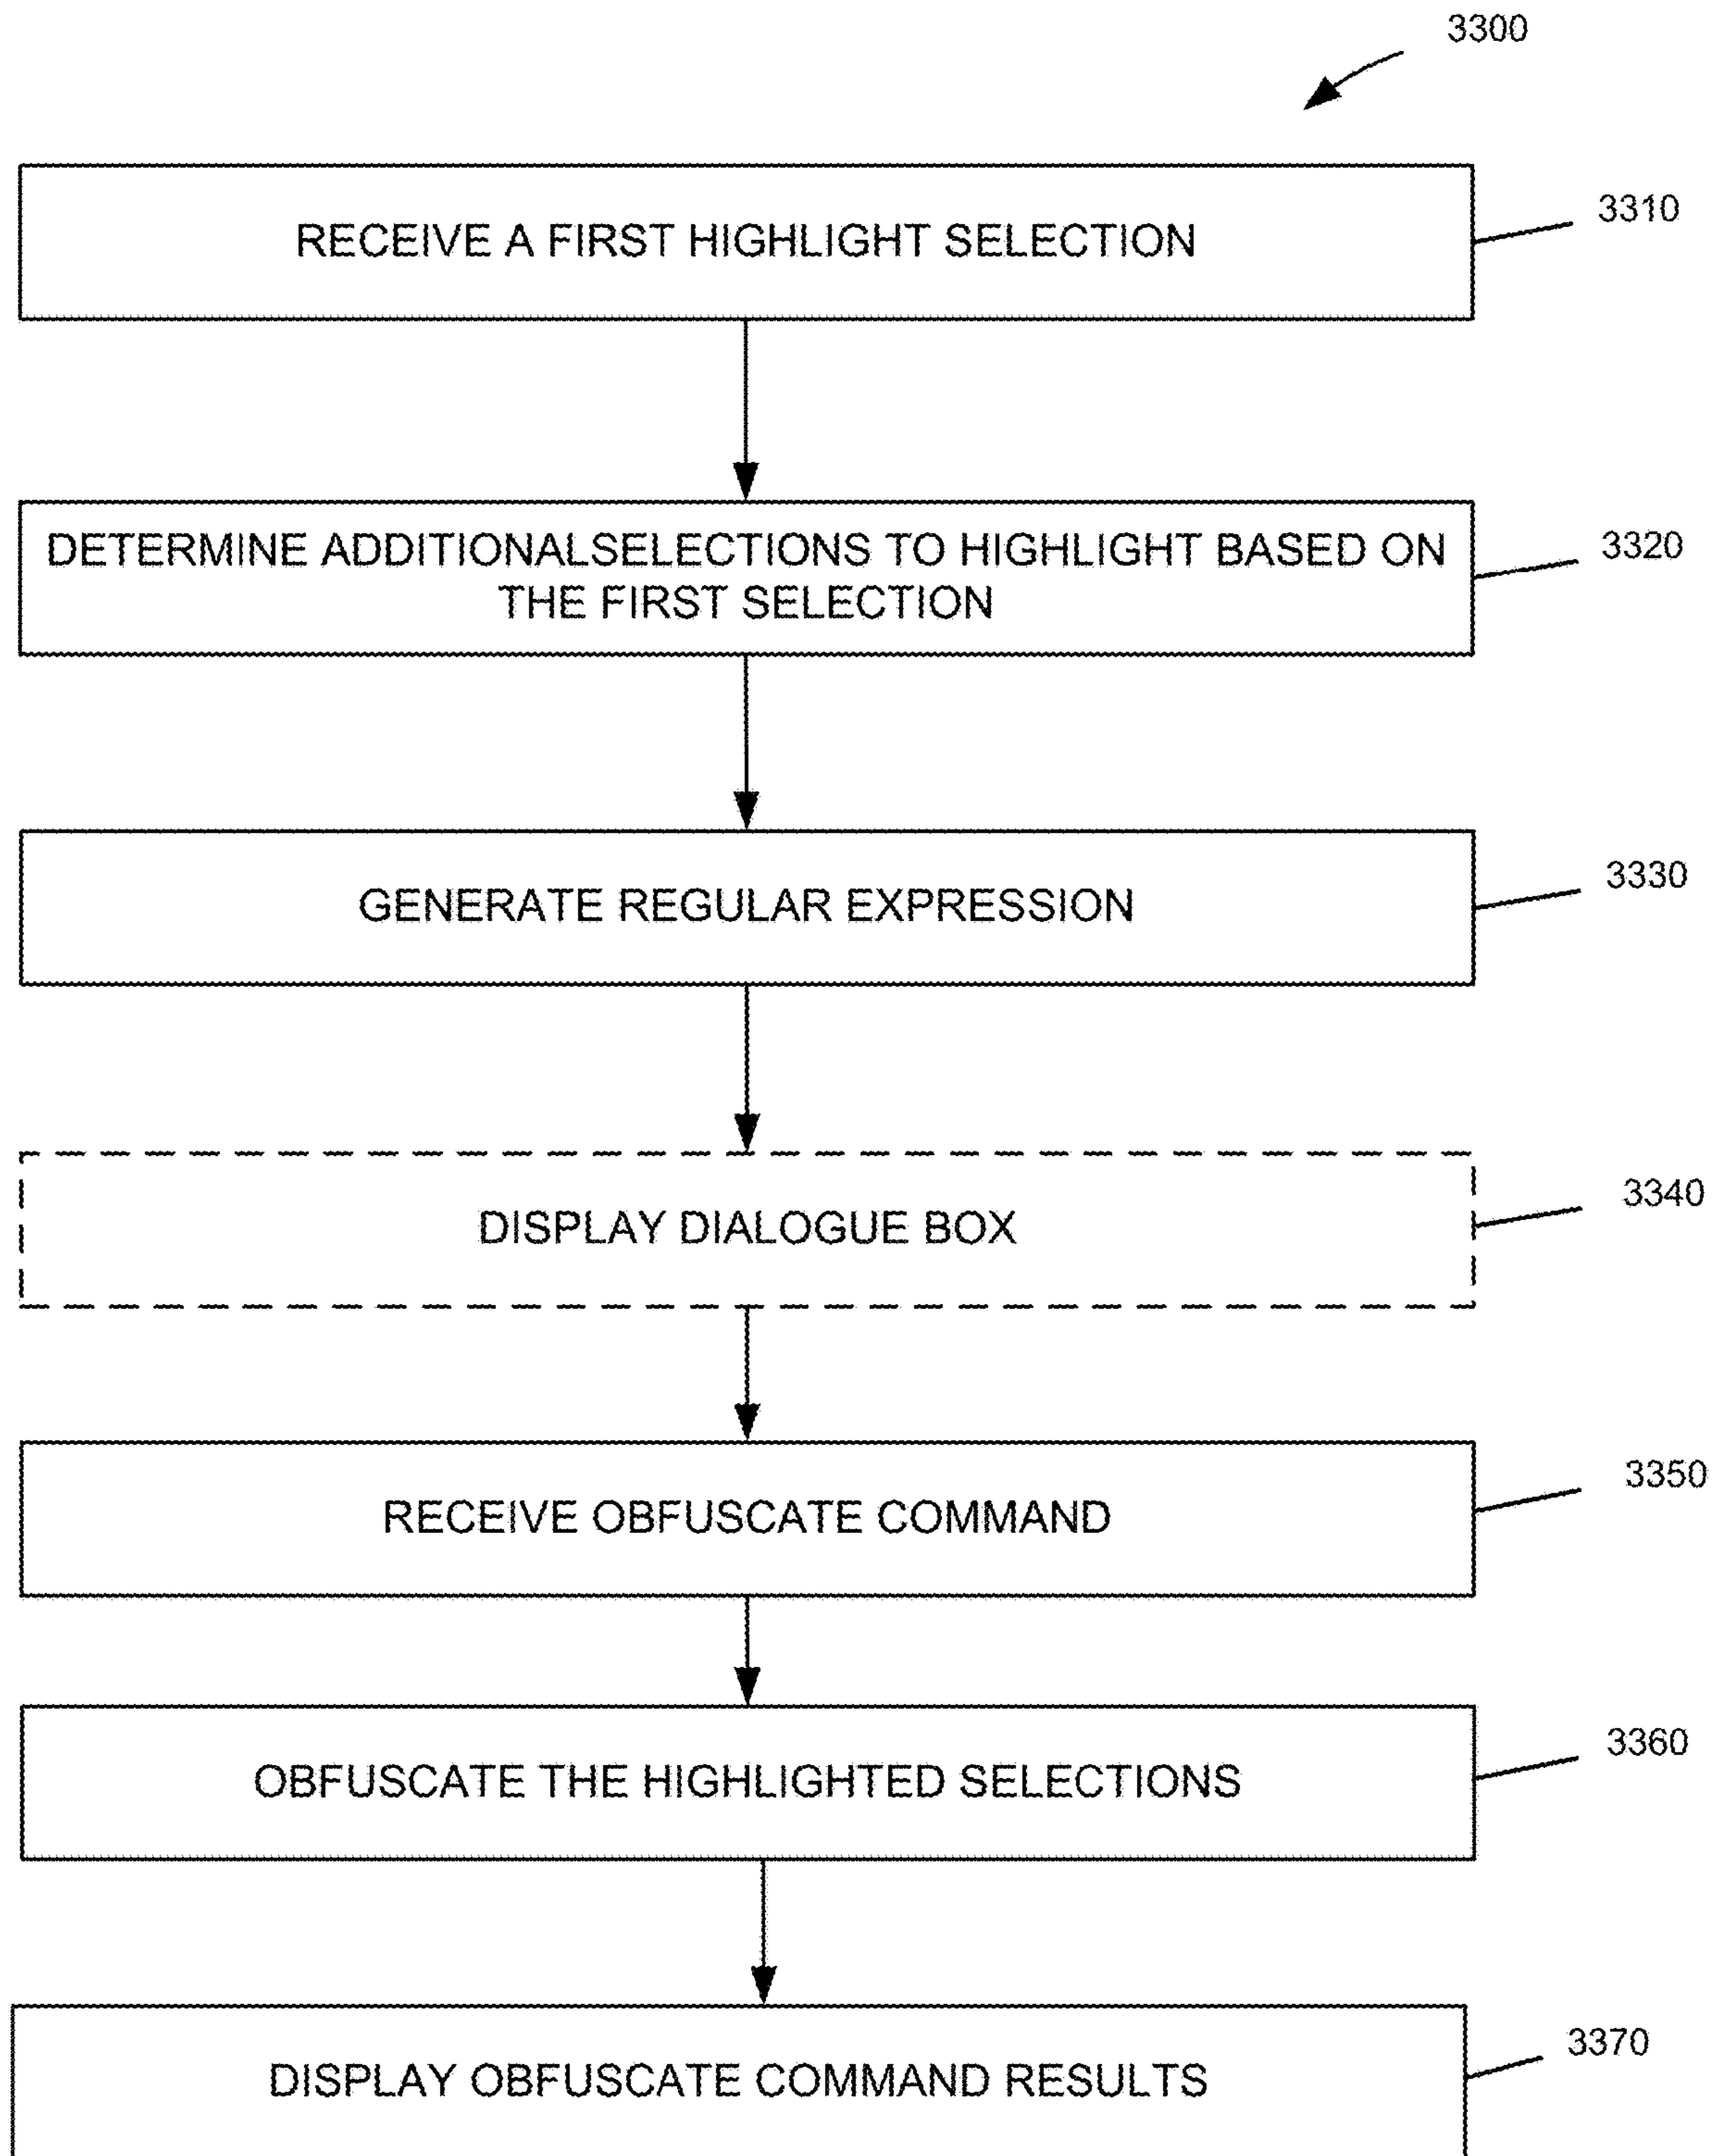 3300
RECEIVE A FIRST HIGHLIGHT SELECTION
3310
DETERMINE ADDITIONALSELECTIONS TO HIGHLIGHT BASED ON
THE FIRST SELECTION
3320
GENERATE REGULAR EXPRESSION
3330
DISPLAY DIALOGUE BOX
3340
RECEIVE OBFUSCATE COMMAND
3350
OBFUSCATE THE HIGHLIGHTED SELECTIONS
3360
DISPLAY OBFUSCATE COMMAND RESULTS
3370